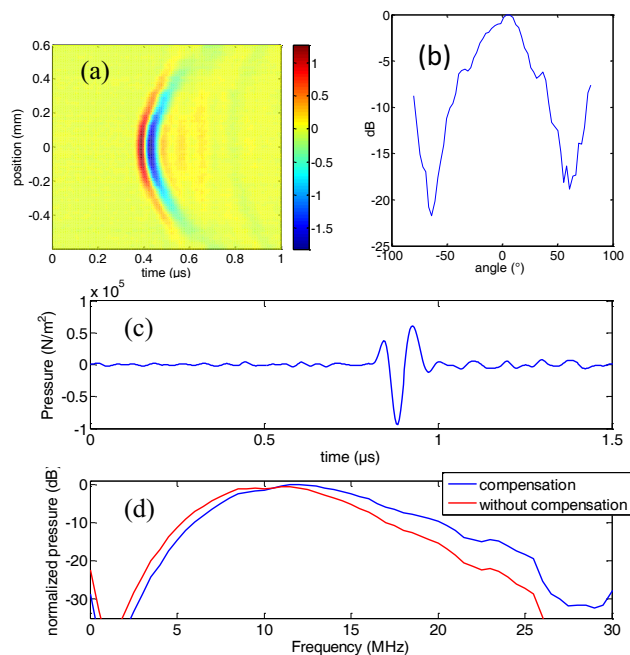 (a)
0.6
0.4
0.2
0
-0.2
-0.4
position (mm)
0 0.2 0.4 0.6 0.8 1
time (µs)
1
0.5
0
-0.5
-1
-1.5
(b)
0
-5
-10
-15
-20
-25
dB
-100 -50 0 50 100
angle (°)
x 10^5
(c)
1
0.5
0
-0.5
-1
Pressure (N/m²)
0 0.5 1 1.5
time (µs)
(d)
0
-10
-20
-30
normalized pressure (dB)
compensation
without compensation
0 5 10 15 20 25 30
Frequency (MHz)